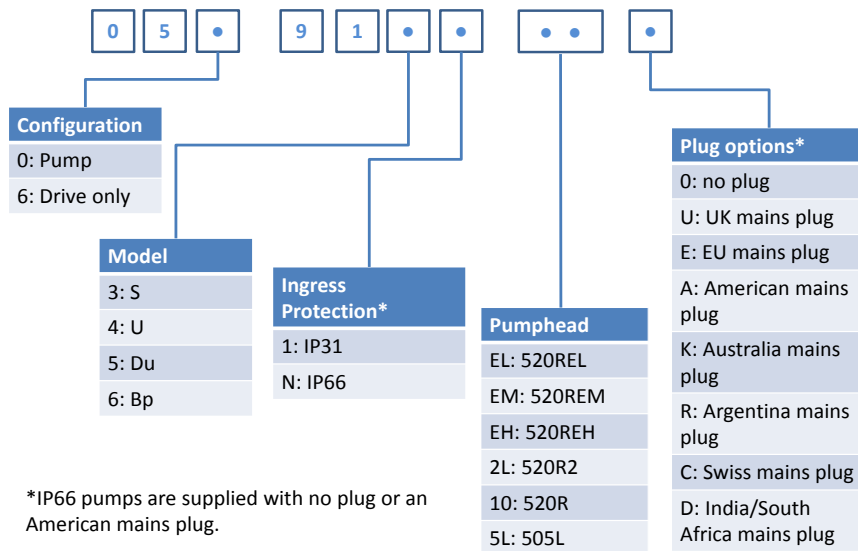 0 5 • 9 1 • • • • •
Configuration
0: Pump
6: Drive only
Model
3: S
4: U
5: Du
6: Bp
Ingress
Protection*
1: IP31
N: IP66
Pumphead
EL: 520REL
EM: 520REM
EH: 520REH
2L: 520R2
10: 520R
5L: 505L
Plug options*
0: no plug
U: UK mains plug
E: EU mains plug
A: American mains
plug
K: Australia mains
plug
R: Argentina mains
plug
C: Swiss mains plug
D: India/South
Africa mains plug
*IP66 pumps are supplied with no plug or an
American mains plug.